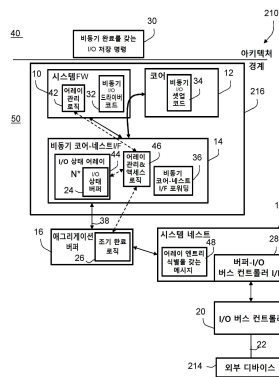 210
30
40
비동기 완료를 갖는
I/O 저장 명령
아키텍처
경계
50
216
10
시스템FW
42
어레이
관리
로직
32
비동기
I/O
드라이버
코드
코어
12
비동기
I/O
셋업
코드
34
14
비동기 코어-네스트I/F
46
I/O 상태 어레이
44
N*
24
I/O
상태
버퍼
어레이
관리&
액세스
로직
36
비동기
코어-네스트
I/F 포워딩
38
16
애그리게이션
버퍼
26
조기 완료
로직
시스템 네스트
48
어레이 엔트리
식별을 갖는
메시지
28
버퍼-I/O
버스 컨트롤러 I/
20
I/O 버스 컨트롤
22
214
외부 디바이스